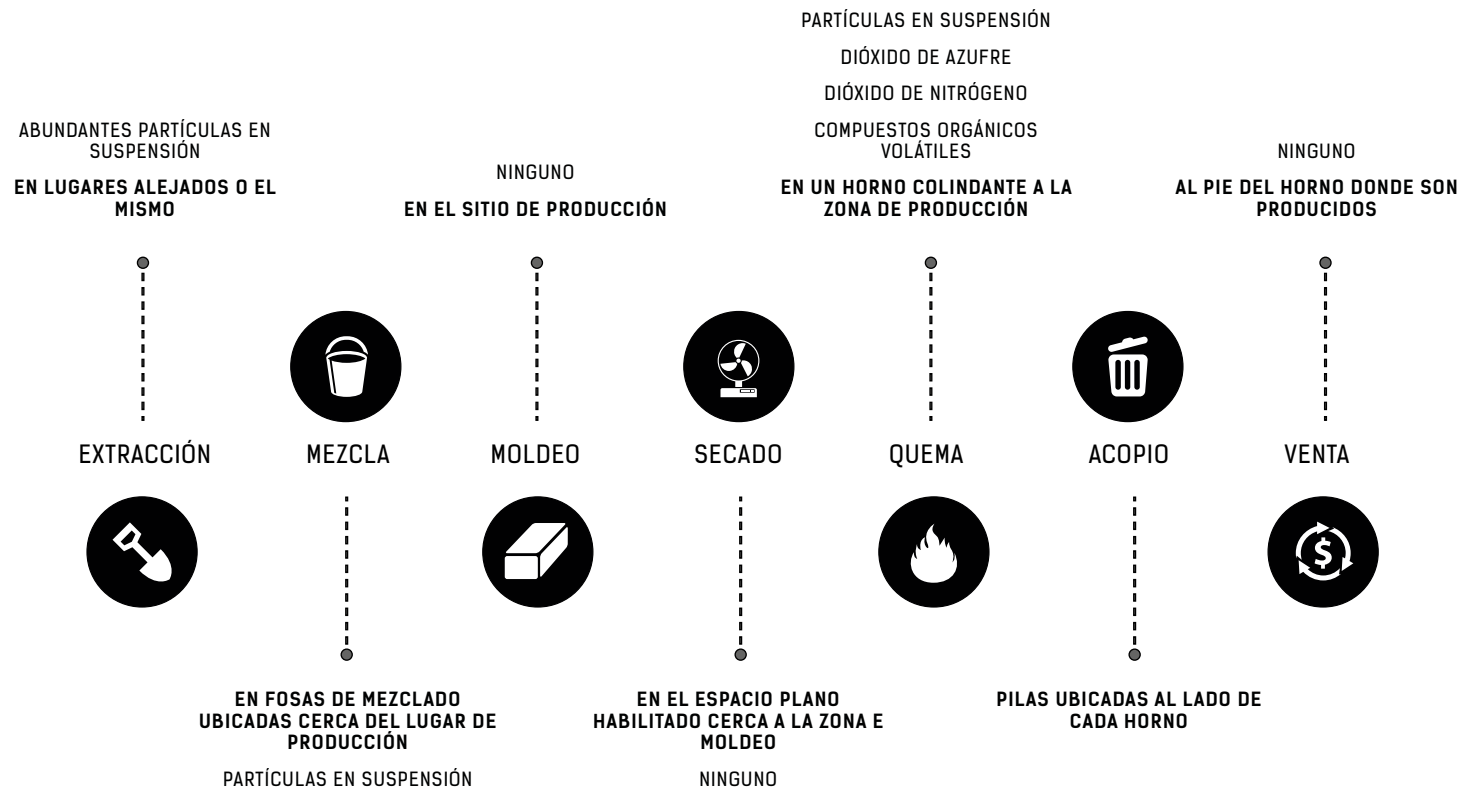 PARTÍCULAS EN SUSPENSIÓN
DIÓXIDO DE AZUFRE
DIÓXIDO DE NITRÓGENO
COMPUESTOS ORGÁNICOS
VOLÁTILES
EN UN HORNO COLINDANTE A LA
ZONA DE PRODUCCIÓN
ABUNDANTES PARTÍCULAS EN
SUSPENSIÓN
EN LUGARES ALEJADOS O EL
MISMO
NINGUNO
EN EL SITIO DE PRODUCCIÓN
NINGUNO
AL PIE DEL HORNO DONDE SON
PRODUCIDOS
EXTRACCIÓN
MEZCLA
MOLDEO
SECADO
QUEMA
ACOPIO
VENTA
$
EN FOSAS DE MEZCLADO
UBICADAS CERCA DEL LUGAR DE
PRODUCCIÓN
PARTÍCULAS EN SUSPENSIÓN
EN EL ESPACIO PLANO
HABILITADO CERCA A LA ZONA E
MOLDEO
NINGUNO
PILAS UBICADAS AL LADO DE
CADA HORNO